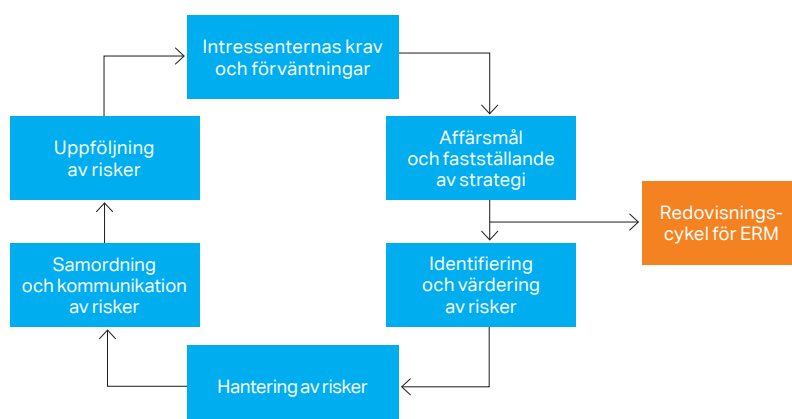 Intressenternas krav
och förväntningar
Affärsmål
och fastställande
av strategi
Redovisnings-
cykel för ERM
Identifiering
och värdering
av risker
Hantering av risker
Samordning
och kommunikation
av risker
Uppföljning
av risker